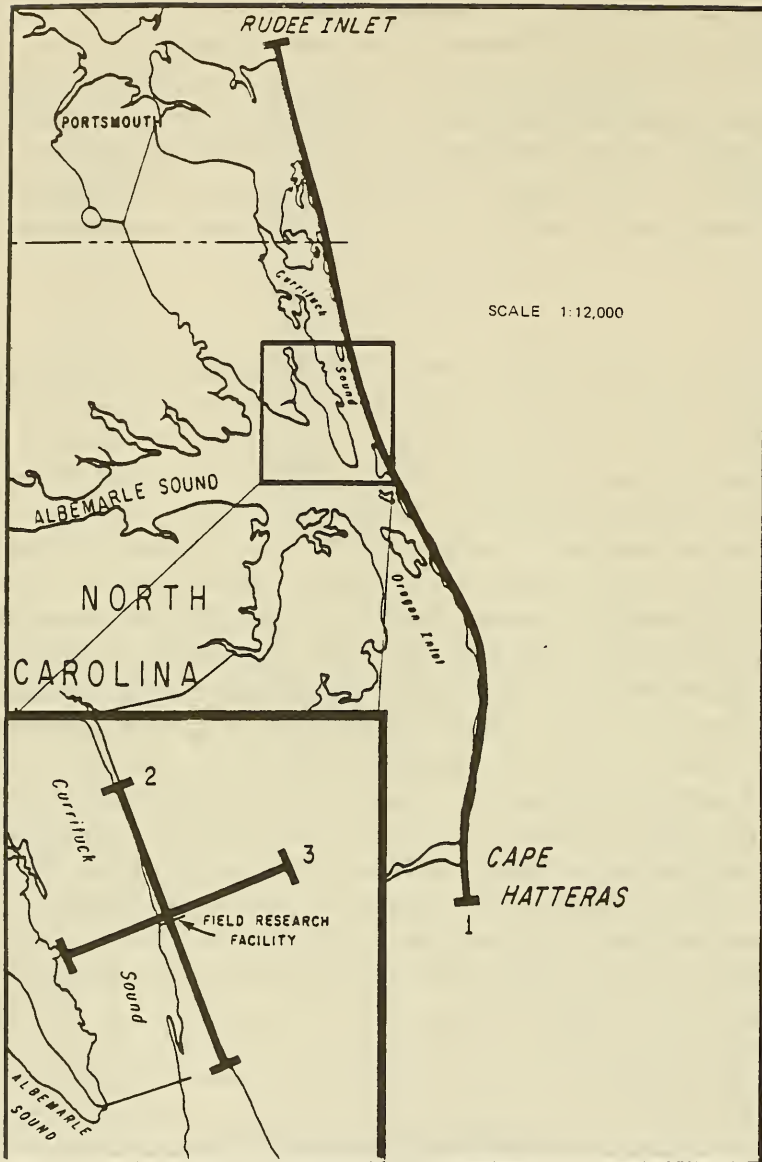 RUDEE INLET
PORTSMOUTH
Currituck
Sound
SCALE 1:12,000
ALBEMARLE SOUND
NORTH
CAROLINA
Oregon Inlet
CAPE
HATTERAS
1
2
3
Currituck
Sound
FIELD RESEARCH
FACILITY
ALBEMARLE
SOUND